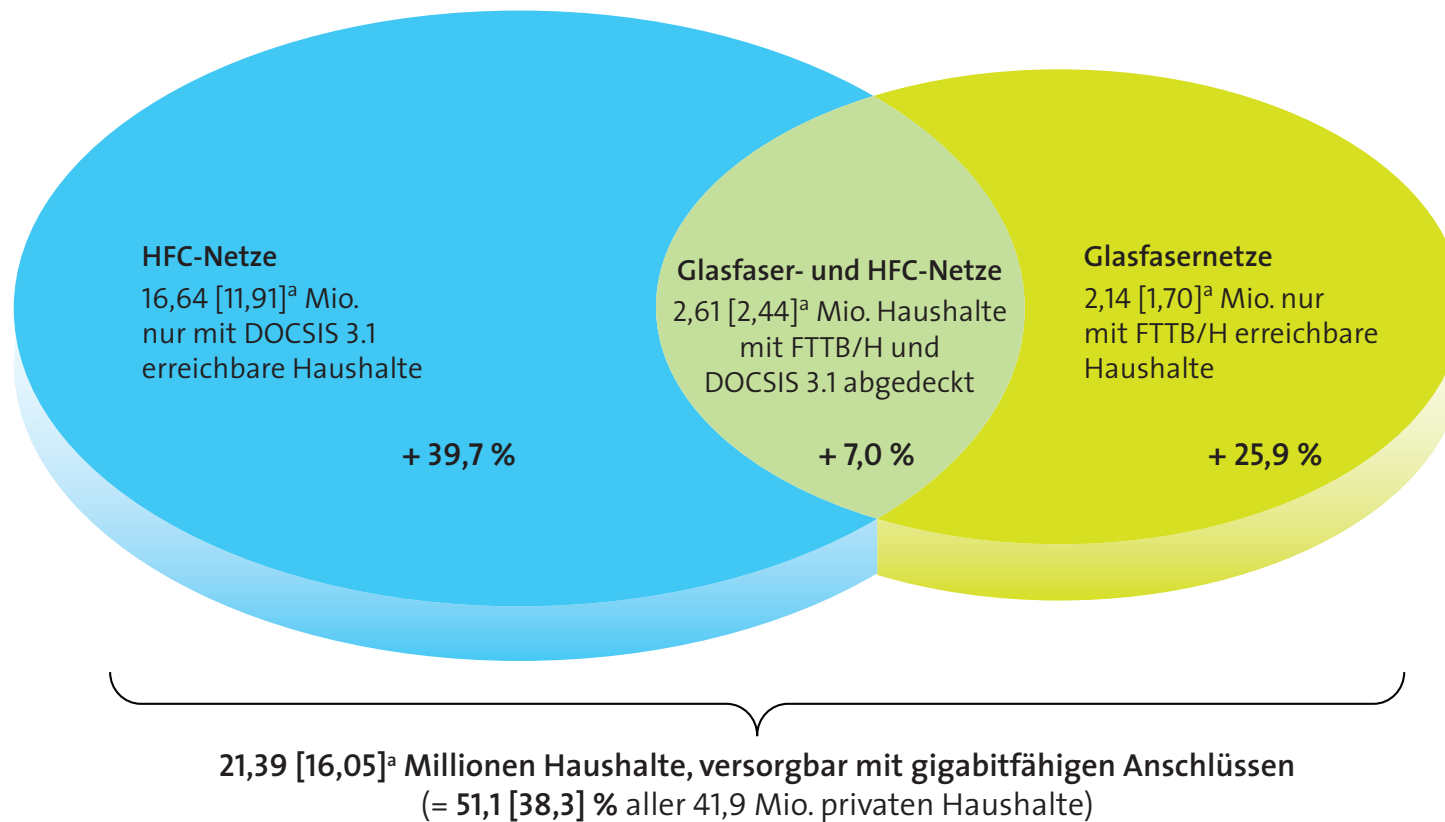 HFC-Netze
16,64 [11,91]ᵃ Mio.
nur mit DOCSIS 3.1
erreichbare Haushalte
+ 39,7 %
Glasfaser- und HFC-Netze
2,61 [2,44]ᵃ Mio. Haushalte
mit FTTB/H und
DOCSIS 3.1 abgedeckt
+ 7,0 %
Glasfasernetze
2,14 [1,70]ᵃ Mio. nur
mit FTTB/H erreichbare
Haushalte
+ 25,9 %
21,39 [16,05]ᵃ Millionen Haushalte, versorgbar mit gigabitfähigen Anschlüssen
(= 51,1 [38,3] % aller 41,9 Mio. privaten Haushalte)